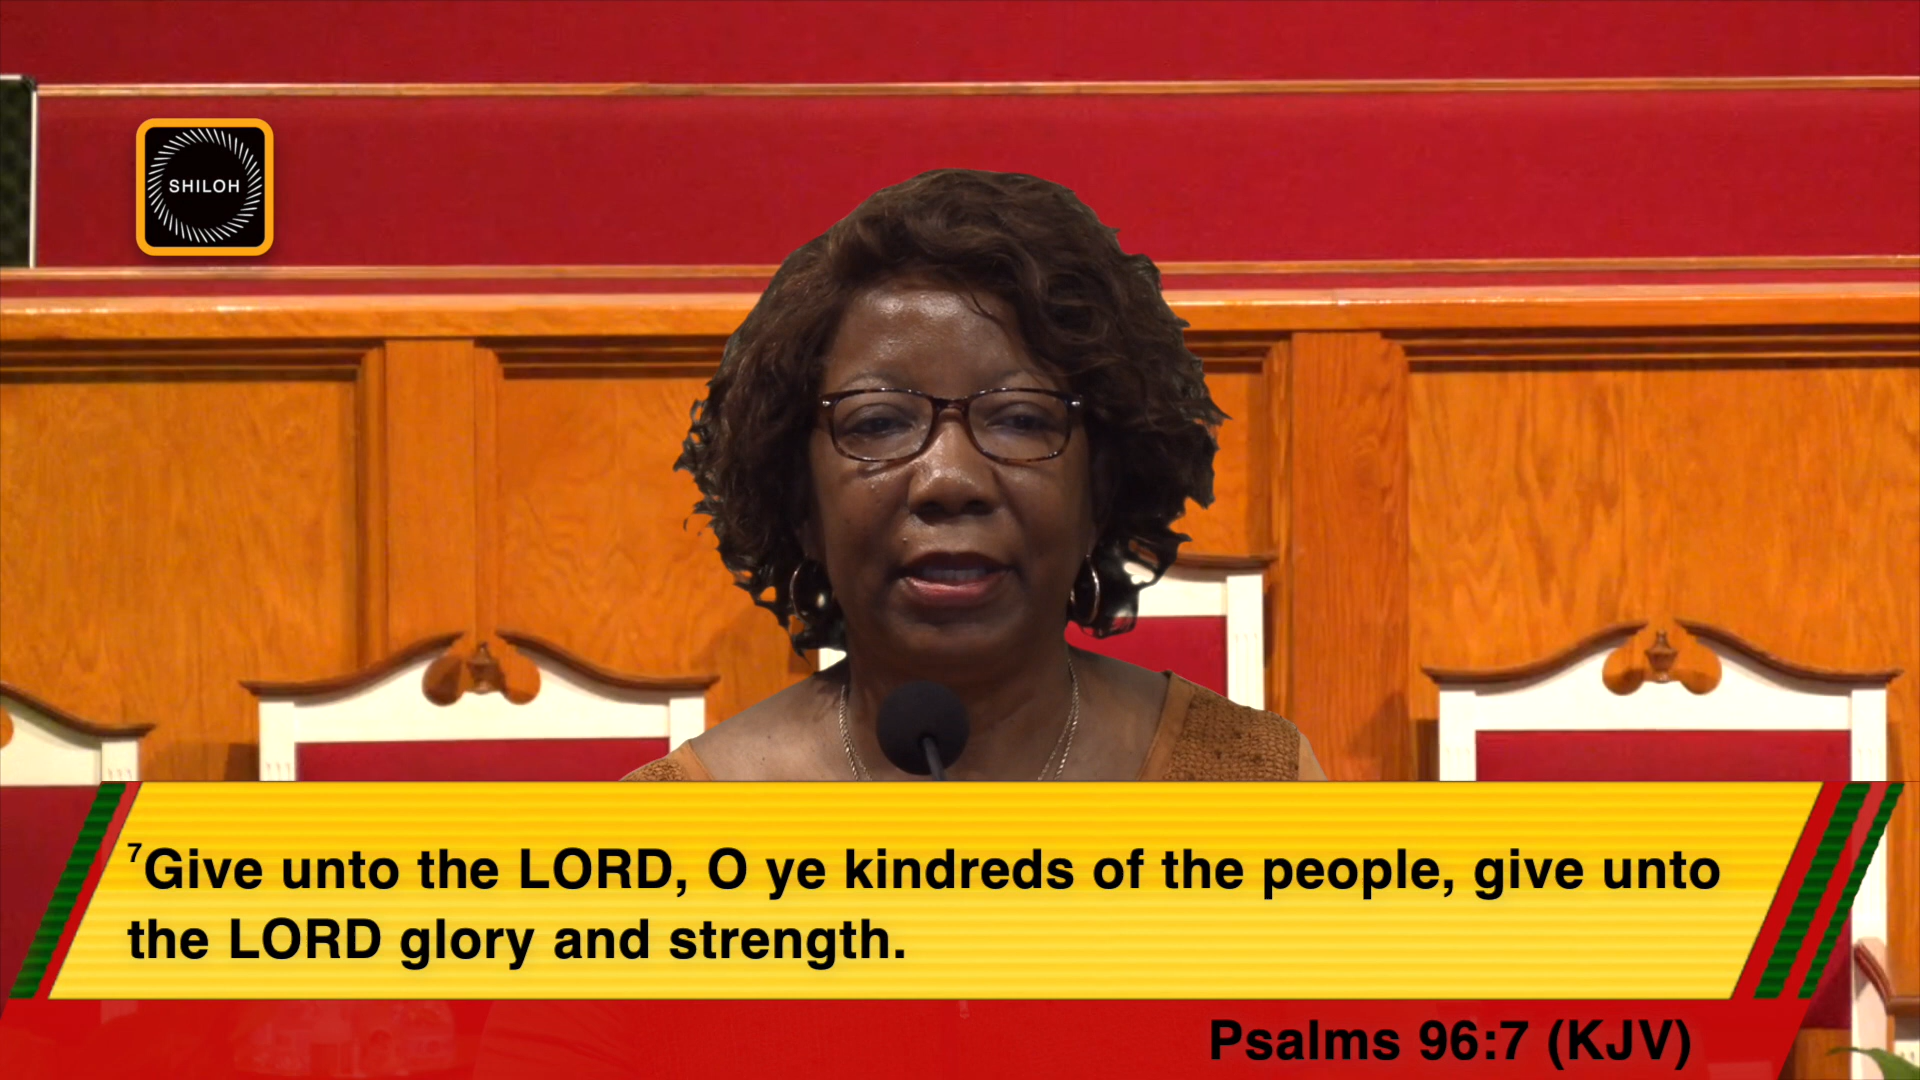 SHILOH
⁷Give unto the LORD, O ye kindreds of the people, give unto
the LORD glory and strength.
Psalms 96:7 (KJV)